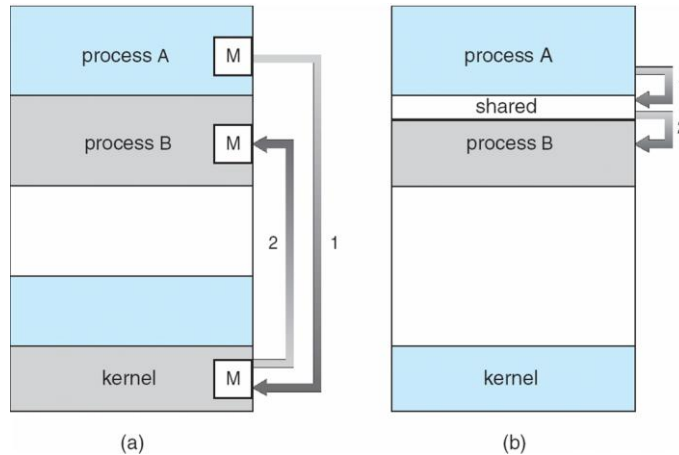 process A
M
process B
M
2
1
kernel
M
(a)
process A
shared
process B
kernel
(b)